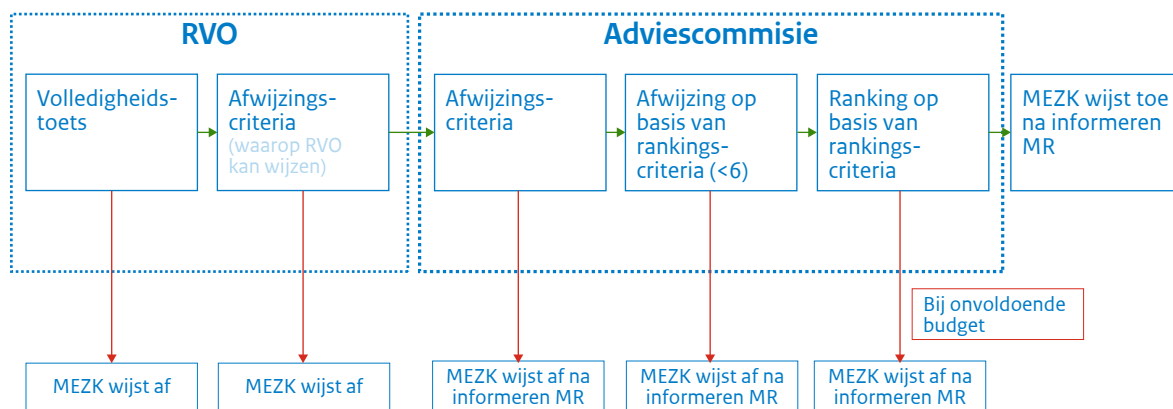 RVO
Adviescommisie
Volledigheids-
toets
Afwijzings-
criteria
(waarop RVO
kan wijzen)
Afwijzings-
criteria
Afwijzing op
basis van
rankings-
criteria (<6)
Ranking op
basis van
rankings-
criteria
MEZK wijst toe
na informeren
MR
Bij onvoldoende
budget
MEZK wijst af
MEZK wijst af
MEZK wijst af na
informeren MR
MEZK wijst af na
informeren MR
MEZK wijst af na
informeren MR